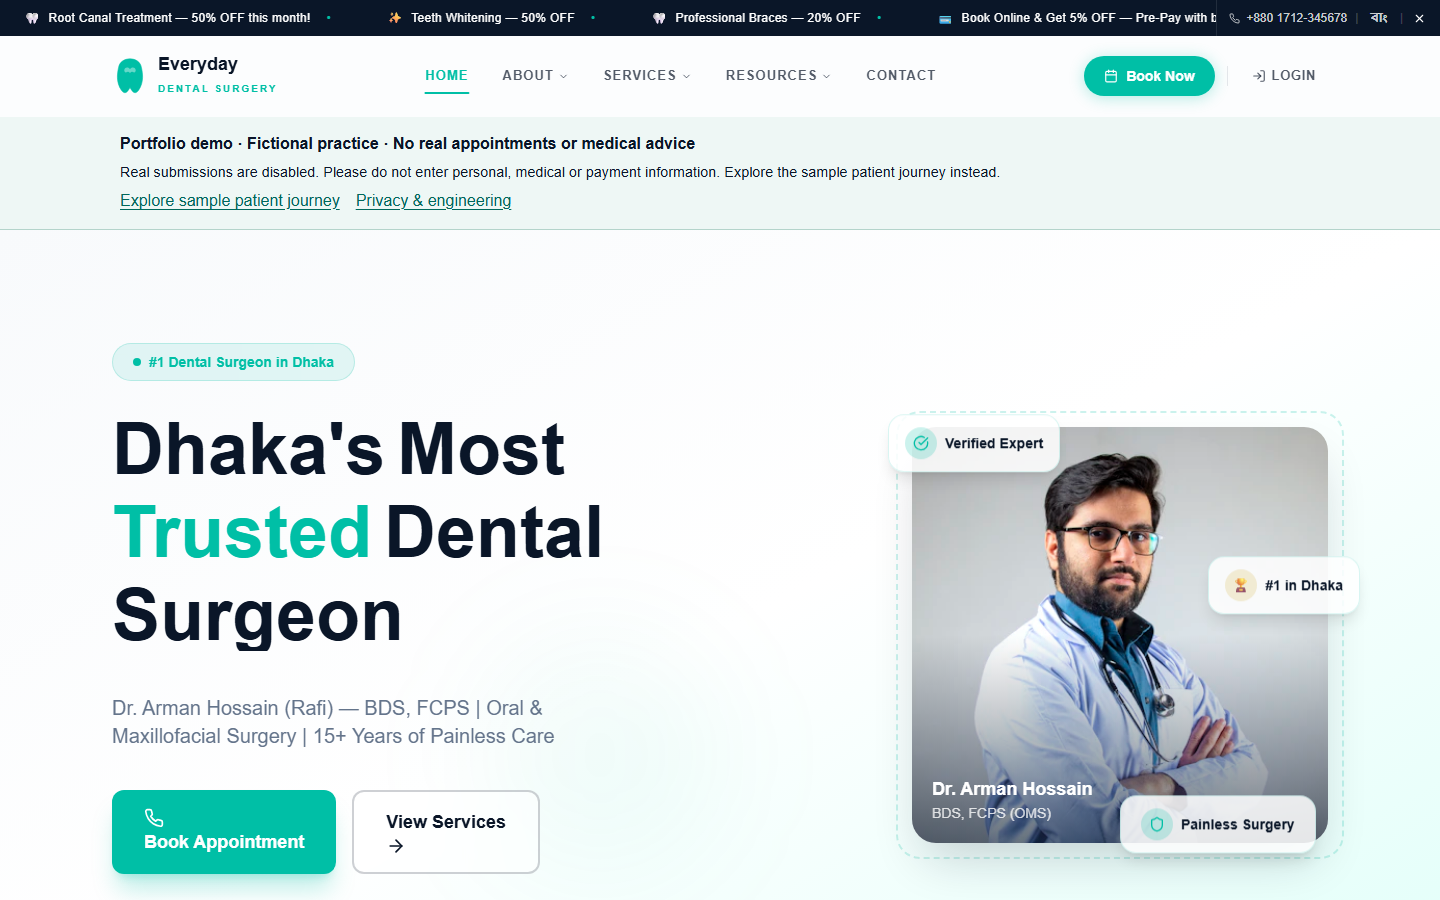 Root Canal Treatment — 50% OFF this month!
Teeth Whitening — 50% OFF
Professional Braces — 20% OFF
Book Online & Get 5% OFF — Pre-Pay with
+880 1712-345678
বাং
Everyday
DENTAL SURGERY
HOME
ABOUT
SERVICES
RESOURCES
CONTACT
Book Now
LOGIN
Portfolio demo · Fictional practice · No real appointments or medical advice
Real submissions are disabled. Please do not enter personal, medical or payment information. Explore the sample patient journey instead.
Explore sample patient journey
Privacy & engineering
#1 Dental Surgeon in Dhaka
Dhaka's Most
Trusted Dental
Surgeon
Dr. Arman Hossain (Rafi) — BDS, FCPS | Oral &
Maxillofacial Surgery | 15+ Years of Painless Care
Book Appointment
View Services
Verified Expert
#1 in Dhaka
Dr. Arman Hossain
BDS, FCPS (OMS)
Painless Surgery